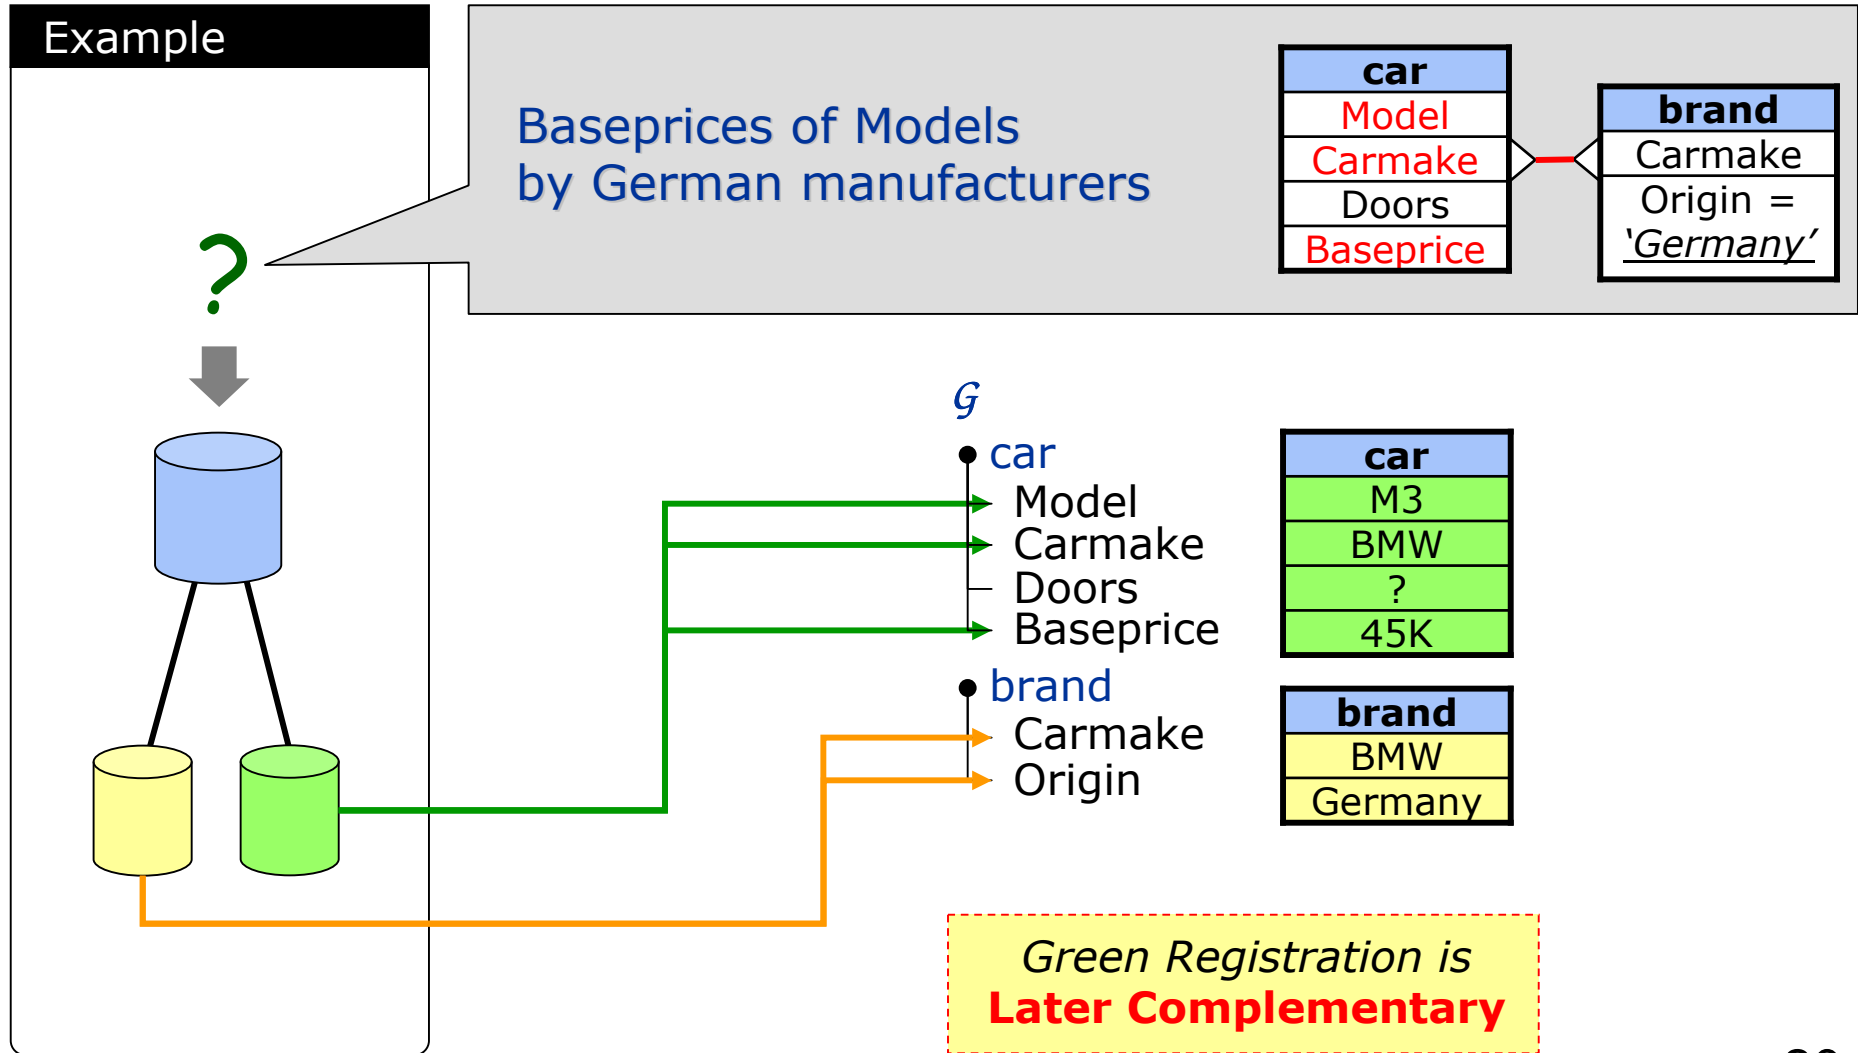 Example
Baseprices of Models
by German manufacturers
car
Model
Carmake
Doors
Baseprice
brand
Carmake
Origin =
‘Germany’
?
G
car
Model
Carmake
Doors
Baseprice
brand
Carmake
Origin
car
M3
BMW
?
45K
brand
BMW
Germany
Green Registration is
Later Complementary